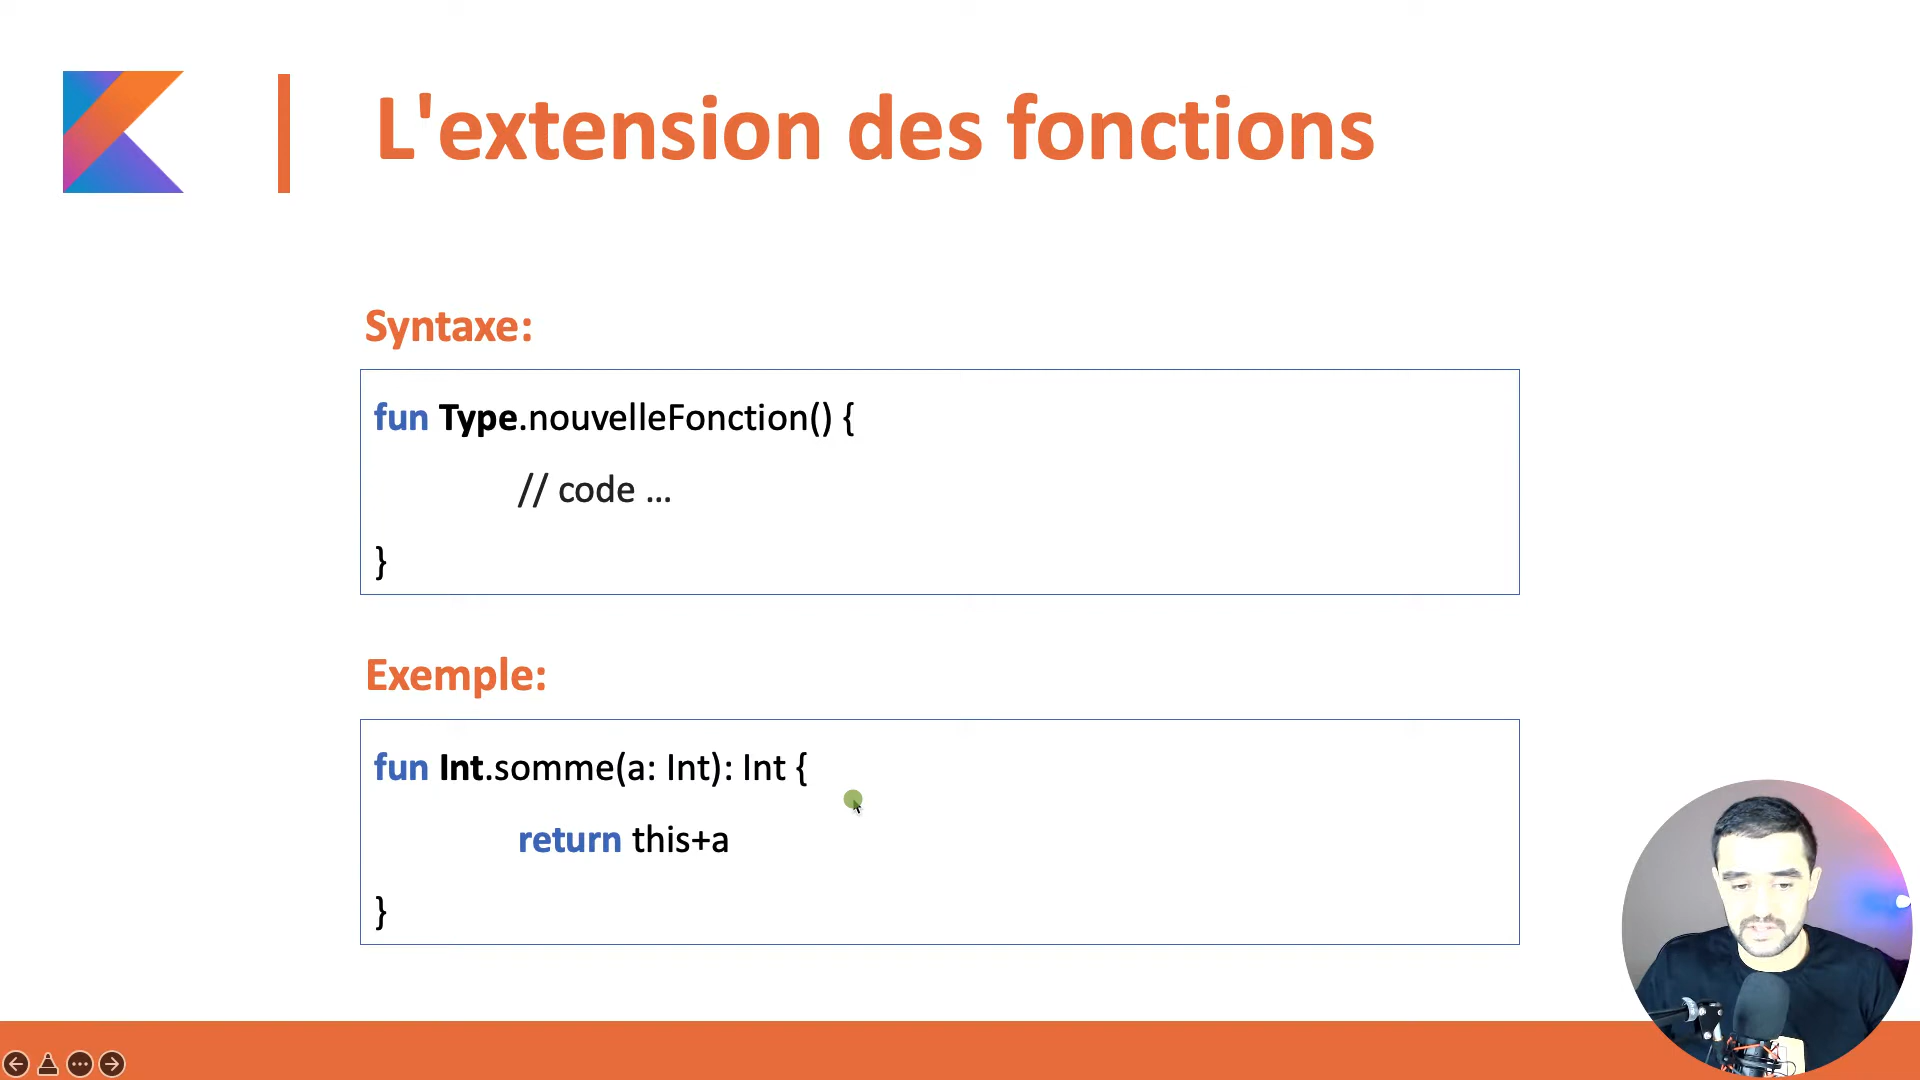 L'extension des fonctions
Syntaxe:
fun Type.nouvelleFonction() {
// code ...
}
Exemple:
fun Int.somme(a: Int): Int {
return this+a
}